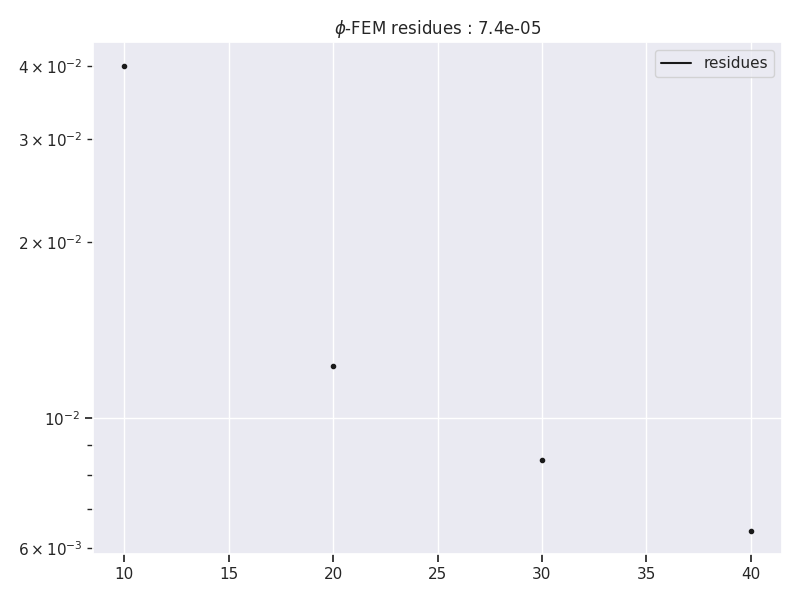 ϕ-FEM residues : 7.4e-05
residues
4 × 10⁻²
3 × 10⁻²
2 × 10⁻²
10⁻²
6 × 10⁻³
10 15 20 25 30 35 40